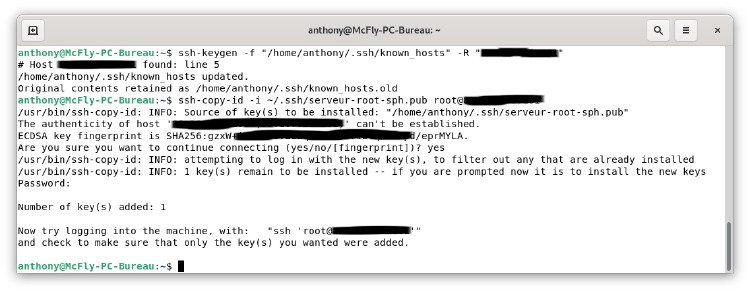 anthony@McFly-PC-Bureau: ~
anthony@McFly-PC-Bureau:~$ ssh-keygen -f "/home/anthony/.ssh/known_hosts" -R " "
# Host found: line 5
/home/anthony/.ssh/known_hosts updated.
Original contents retained as /home/anthony/.ssh/known_hosts.old
anthony@McFly-PC-Bureau:~$ ssh-copy-id -i ~/.ssh/serveur-root-sph.pub root@
/usr/bin/ssh-copy-id: INFO: Source of key(s) to be installed: "/home/anthony/.ssh/serveur-root-sph.pub"
The authenticity of host ' ' can't be established.
ECDSA key fingerprint is SHA256:gzxW /eprMYLA.
Are you sure you want to continue connecting (yes/no/[fingerprint])? yes
/usr/bin/ssh-copy-id: INFO: attempting to log in with the new key(s), to filter out any that are already installed
/usr/bin/ssh-copy-id: INFO: 1 key(s) remain to be installed -- if you are prompted now it is to install the new keys
Password:
Number of key(s) added: 1
Now try logging into the machine, with: "ssh 'root@ '"
and check to make sure that only the key(s) you wanted were added.
anthony@McFly-PC-Bureau:~$